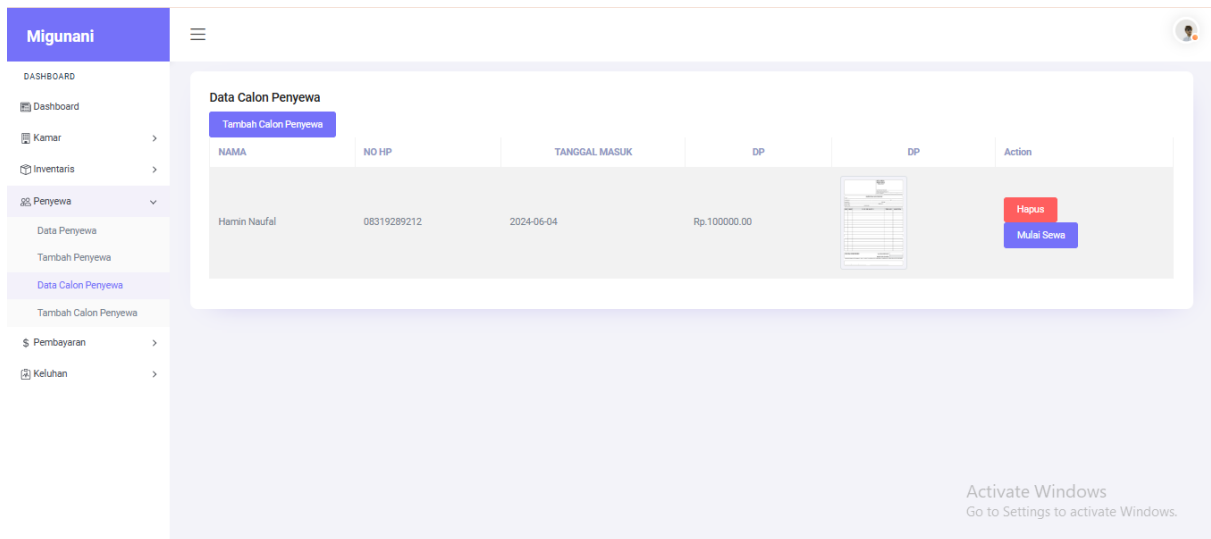 Migunani
DASHBOARD
Dashboard
Kamar
Inventaris
Penyewa
Data Penyewa
Tambah Penyewa
Data Calon Penyewa
Tambah Calon Penyewa
$ Pembayaran
Keluhan
Data Calon Penyewa
Tambah Calon Penyewa
NAMA NO HP TANGGAL MASUK DP DP Action
Hamin Naufal 08319289212 2024-06-04 Rp.100000.00 Hapus
Mulai Sewa
Activate Windows
Go to Settings to activate Windows.